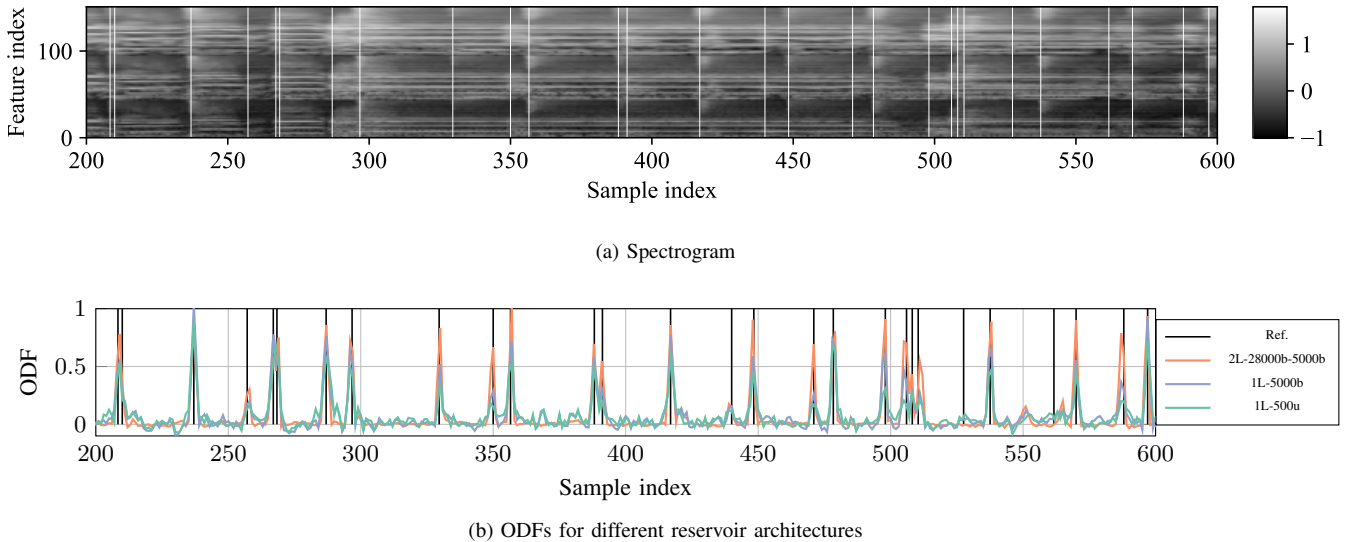 Feature index
100
0
200
250
300
350
400
450
500
550
600
Sample index
1
0
−1
(a) Spectrogram
ODF
1
0.5
0
200
250
300
350
400
450
500
550
600
Sample index
Ref.
2L-28000b-5000b
1L-5000b
1L-500u
(b) ODFs for different reservoir architectures